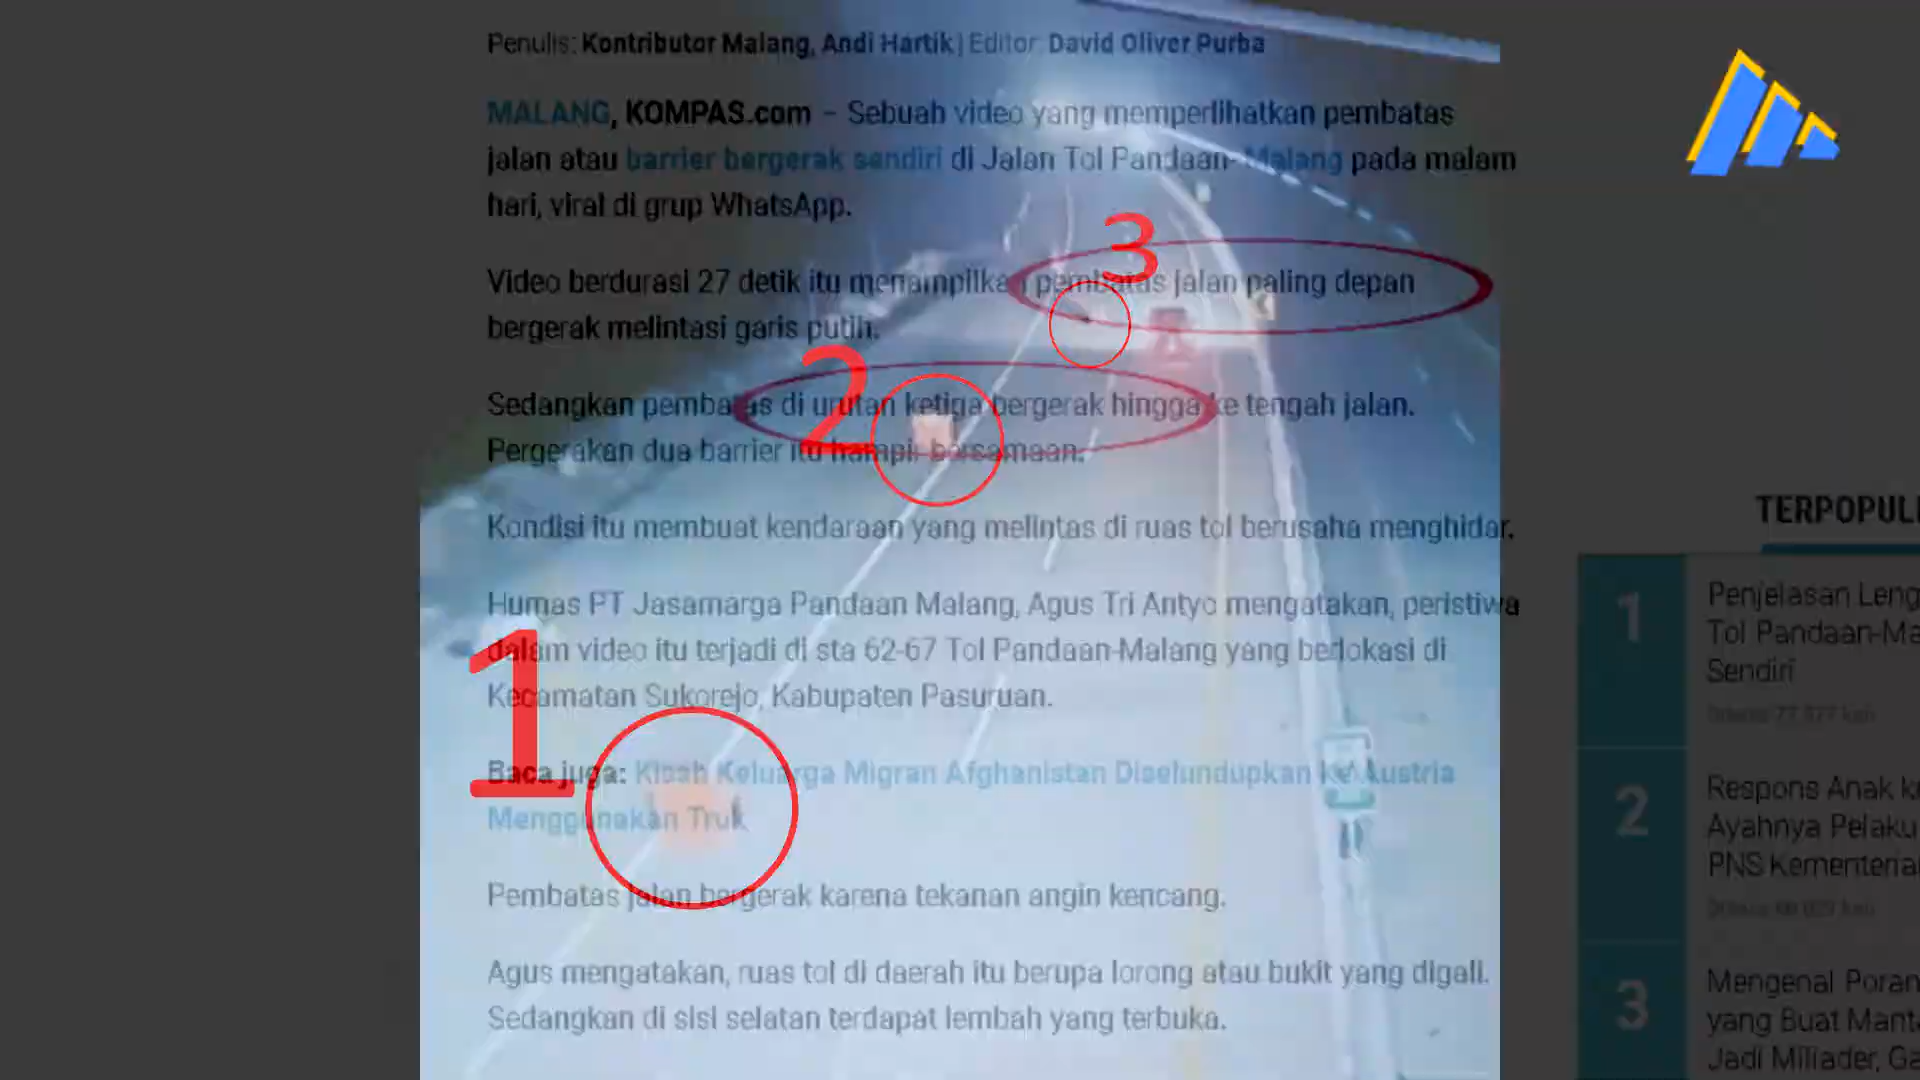 Penulis: Kontributor Malang, Andi Hartik | Editor: David Oliver Purba
MALANG, KOMPAS.com - Sebuah video yang memperlihatkan pembatas
jalan atau barrier bergerak sendiri di Jalan Tol Pandaan-Malang pada malam
hari, viral di grup WhatsApp.
3
Video berdurasi 27 detik itu menampilkan pembatas jalan paling depan
bergerak melintasi garis putih.
2
Sedangkan pembatas di urutan ketiga bergerak hingga ke tengah jalan.
Pergerakan dua barrier itu hampir bersamaan.
Kondisi itu membuat kendaraan yang melintas di ruas tol berusaha menghidar.
Humas PT Jasamarga Pandaan Malang, Agus Tri Antyo mengatakan, peristiwa
dalam video itu terjadi di sta 62-67 Tol Pandaan-Malang yang berlokasi di
Kecamatan Sukorejo, Kabupaten Pasuruan.
1
Baca juga: Kisah Keluarga Migran Afghanistan Diselundupkan ke Austria
Menggunakan Truk
Pembatas jalan bergerak karena tekanan angin kencang.
Agus mengatakan, ruas tol di daerah itu berupa lorong atau bukit yang digali.
Sedangkan di sisi selatan terdapat lembah yang terbuka.
TERPOPUL
1
Penjelasan Leng
Tol Pandaan-Ma
Sendiri
2
Respons Anak k
Ayahnya Pelaku
PNS Kementeria
3
Mengenal Poran
yang Buat Mant
Jadi Miliader, Ga